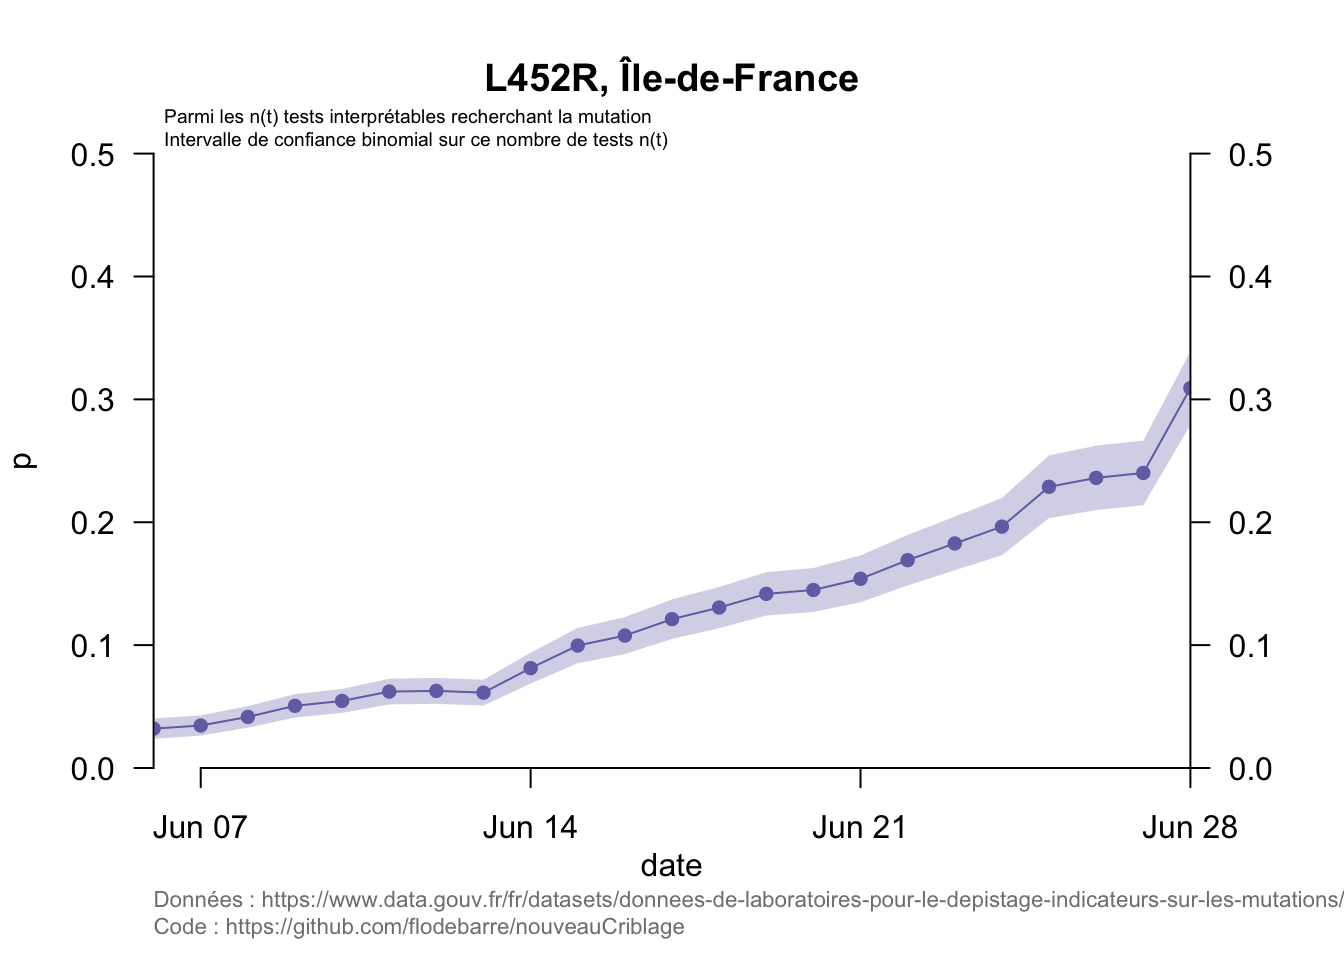 L452R, Île-de-France
Parmi les n(t) tests interprétables recherchant la mutation
Intervalle de confiance binomial sur ce nombre de tests n(t)
0.5
0.4
0.3
0.2
0.1
0.0
p
0.5
0.4
0.3
0.2
0.1
0.0
Jun 07 Jun 14 Jun 21 Jun 28
date
Données : https://www.data.gouv.fr/fr/datasets/donnees-de-laboratoires-pour-le-depistage-indicateurs-sur-les-mutations/
Code : https://github.com/flodebarre/nouveauCriblage